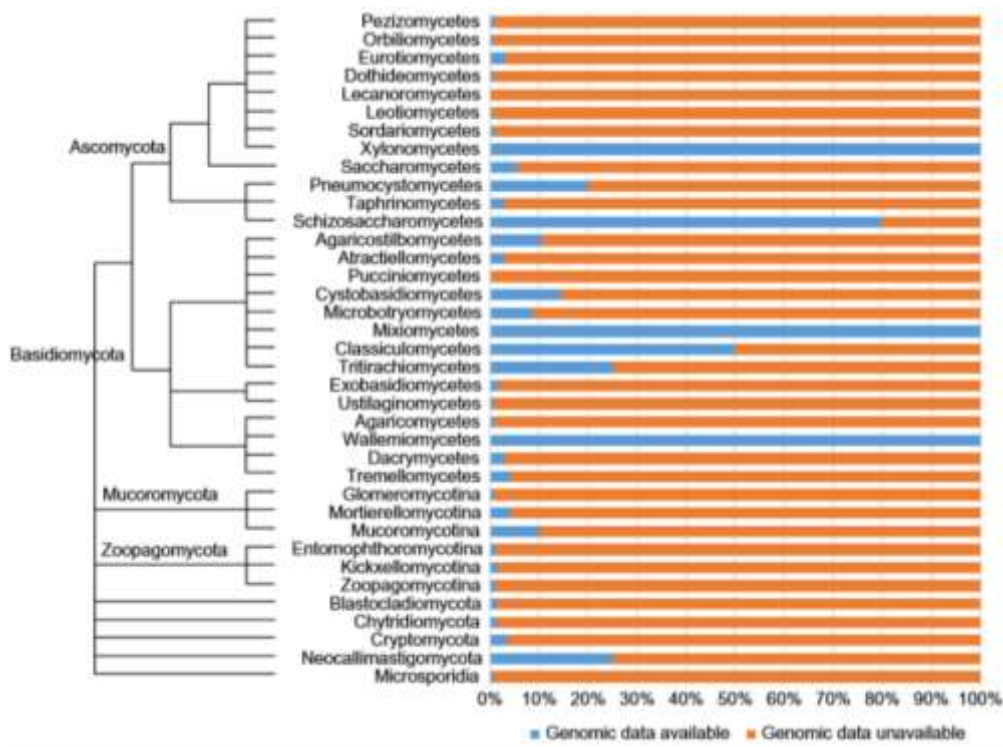 Pezizomycetes
Orbiliomycetes
Eurotiomycetes
Dothideomycetes
Lecanoromycetes
Leotiomycetes
Sordariomycetes
Ascomycota
Xylonomycetes
Saccharomycetes
Pneumocystomycetes
Taphrinomycetes
Schizosaccharomycetes
Agaricostilbomycetes
Atractiellomycetes
Pucciniomycetes
Cystobasidiomycetes
Microbotryomycetes
Mixiomycetes
Basidiomycota
Classiculomycetes
Tritirachiomycetes
Exobasidiomycetes
Ustilaginomycetes
Agaricomycetes
Wallemiomycetes
Dacrymycetes
Tremellomycetes
Mucoromycota
Glomeromycotina
Mortierellomycotina
Mucoromycotina
Zoopagomycota
Entomophthoromycotina
Kickxellomycotina
Zoopagomycotina
Blastocladiomycota
Chytridiomycota
Cryptomycota
Neocallimastigomycota
Microsporidia
0% 10% 20% 30% 40% 50% 60% 70% 80% 90% 100%
Genomic data available Genomic data unavailable